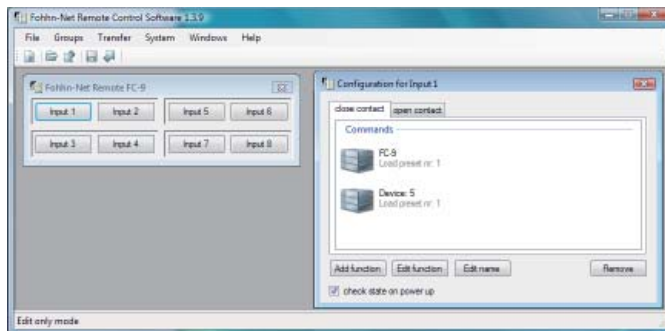 Fohhn-Net Remote Control Software 1.3.9
File Groups Transfer System Windows Help
Fohhn-Net Remote FC-9
Input 1 Input 2 Input 5 Input 6
Input 3 Input 4 Input 7 Input 8
Configuration for Input 1
close contact open contact
Commands
FC-9
Load preset nr: 1
Device: 5
Load preset nr: 1
Add function Edit function Edit name Remove
check state on power up
Edit only mode